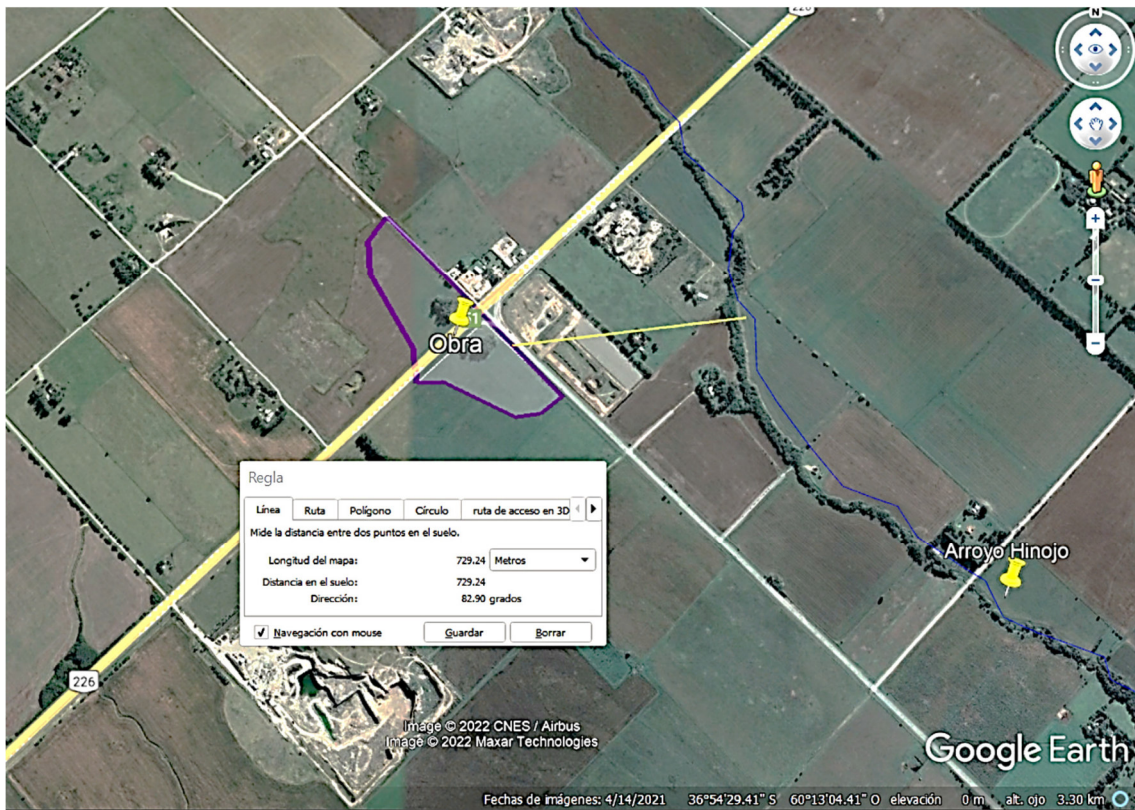 N
Obra
Regla
Línea Ruta Polígono Círculo ruta de acceso en 3D
Mide la distancia entre dos puntos en el suelo.
Longitud del mapa: 729.24 Metros
Distancia en el suelo: 729.24
Dirección: 82.90 grados
Navegación con mouse Guardar Borrar
Arroyo Hinojo
226
Image © 2022 CNES / Airbus
Image © 2022 Maxar Technologies
Google Earth
Fechas de imágenes: 4/14/2021 36°54'29.41" S 60°13'04.41" O elevación 0 m alt. ojo 3.30 km